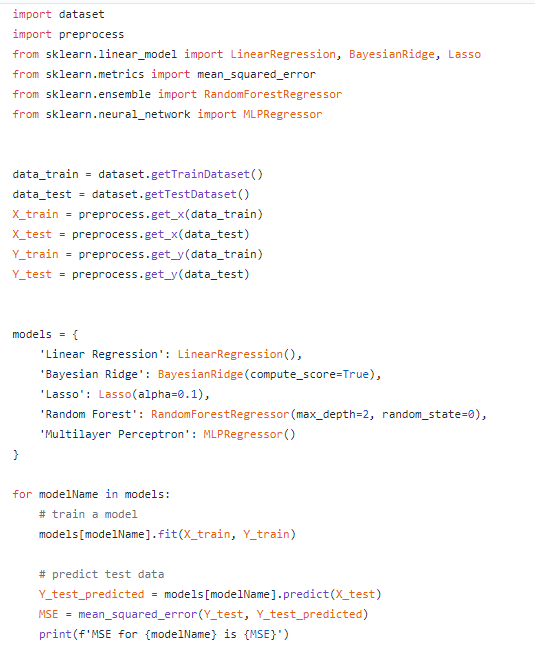 import dataset
import preprocess
from sklearn.linear_model import LinearRegression, BayesianRidge, Lasso
from sklearn.metrics import mean_squared_error
from sklearn.ensemble import RandomForestRegressor
from sklearn.neural_network import MLPRegressor
data_train = dataset.getTrainDataset()
data_test = dataset.getTestDataset()
X_train = preprocess.get_x(data_train)
X_test = preprocess.get_x(data_test)
Y_train = preprocess.get_y(data_train)
Y_test = preprocess.get_y(data_test)
models = {
    'Linear Regression': LinearRegression(),
    'Bayesian Ridge': BayesianRidge(compute_score=True),
    'Lasso': Lasso(alpha=0.1),
    'Random Forest': RandomForestRegressor(max_depth=2, random_state=0),
    'Multilayer Perceptron': MLPRegressor()
}
for modelName in models:
    # train a model
    models[modelName].fit(X_train, Y_train)
    # predict test data
    Y_test_predicted = models[modelName].predict(X_test)
    MSE = mean_squared_error(Y_test, Y_test_predicted)
    print(f'MSE for {modelName} is {MSE}')